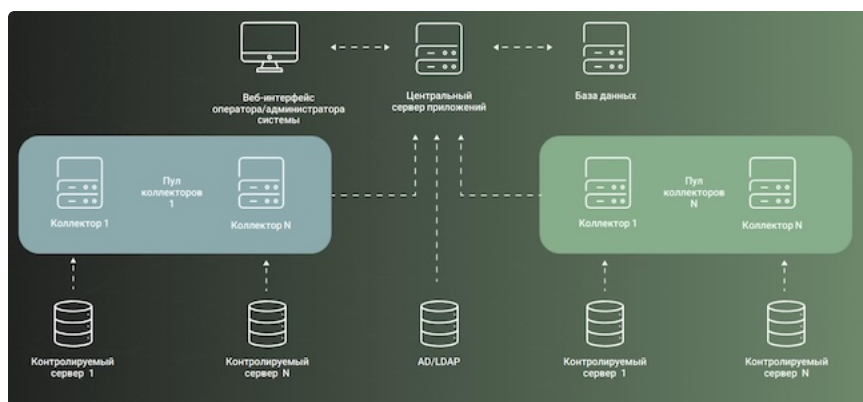 Веб-интерфейс
оператора/администратора
системы
Центральный
сервер приложений
База данных
Коллектор 1
Пул
коллекторов
1
Коллектор N
Коллектор 1
Пул
коллекторов
N
Коллектор N
Контролируемый
сервер 1
Контролируемый
сервер N
AD/LDAP
Контролируемый
сервер 1
Контролируемый
сервер N